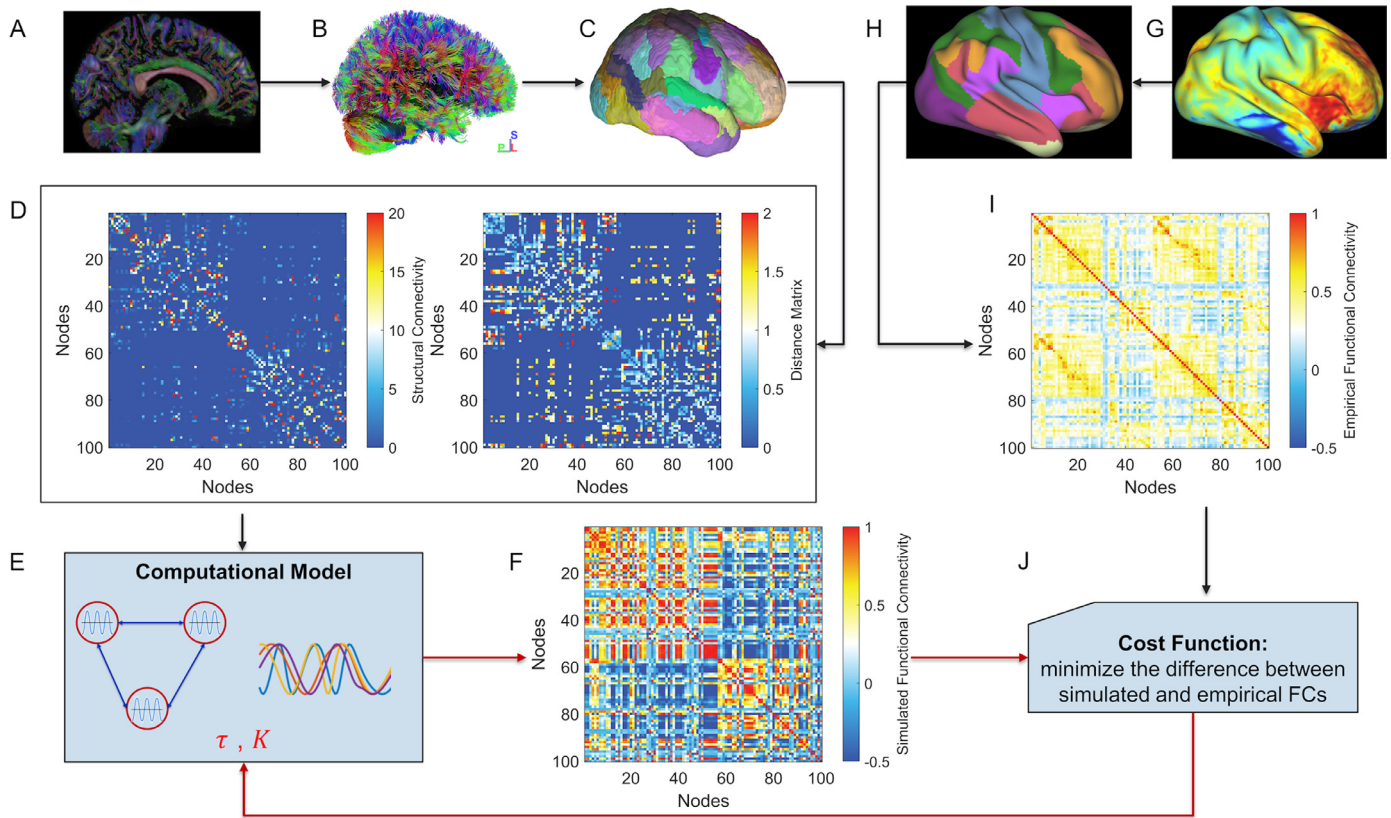 A
B
C
H
G
S
P
L
D
20
40
60
80
100
Nodes
20
40
60
80
100
Nodes
20
15
10
5
0
Structural Connectivity
20
40
60
80
100
Nodes
20
40
60
80
100
Nodes
2
1.5
1
0.5
0
Distance Matrix
I
20
40
60
80
100
Nodes
20
40
60
80
100
Nodes
1
0.5
0
-0.5
Empirical Functional Connectivity
E
Computational Model
τ , K
F
20
40
60
80
100
Nodes
20
40
60
80
100
Nodes
1
0.5
0
-0.5
Simulated Functional Connectivity
J
Cost Function:
minimize the difference between
simulated and empirical FCs